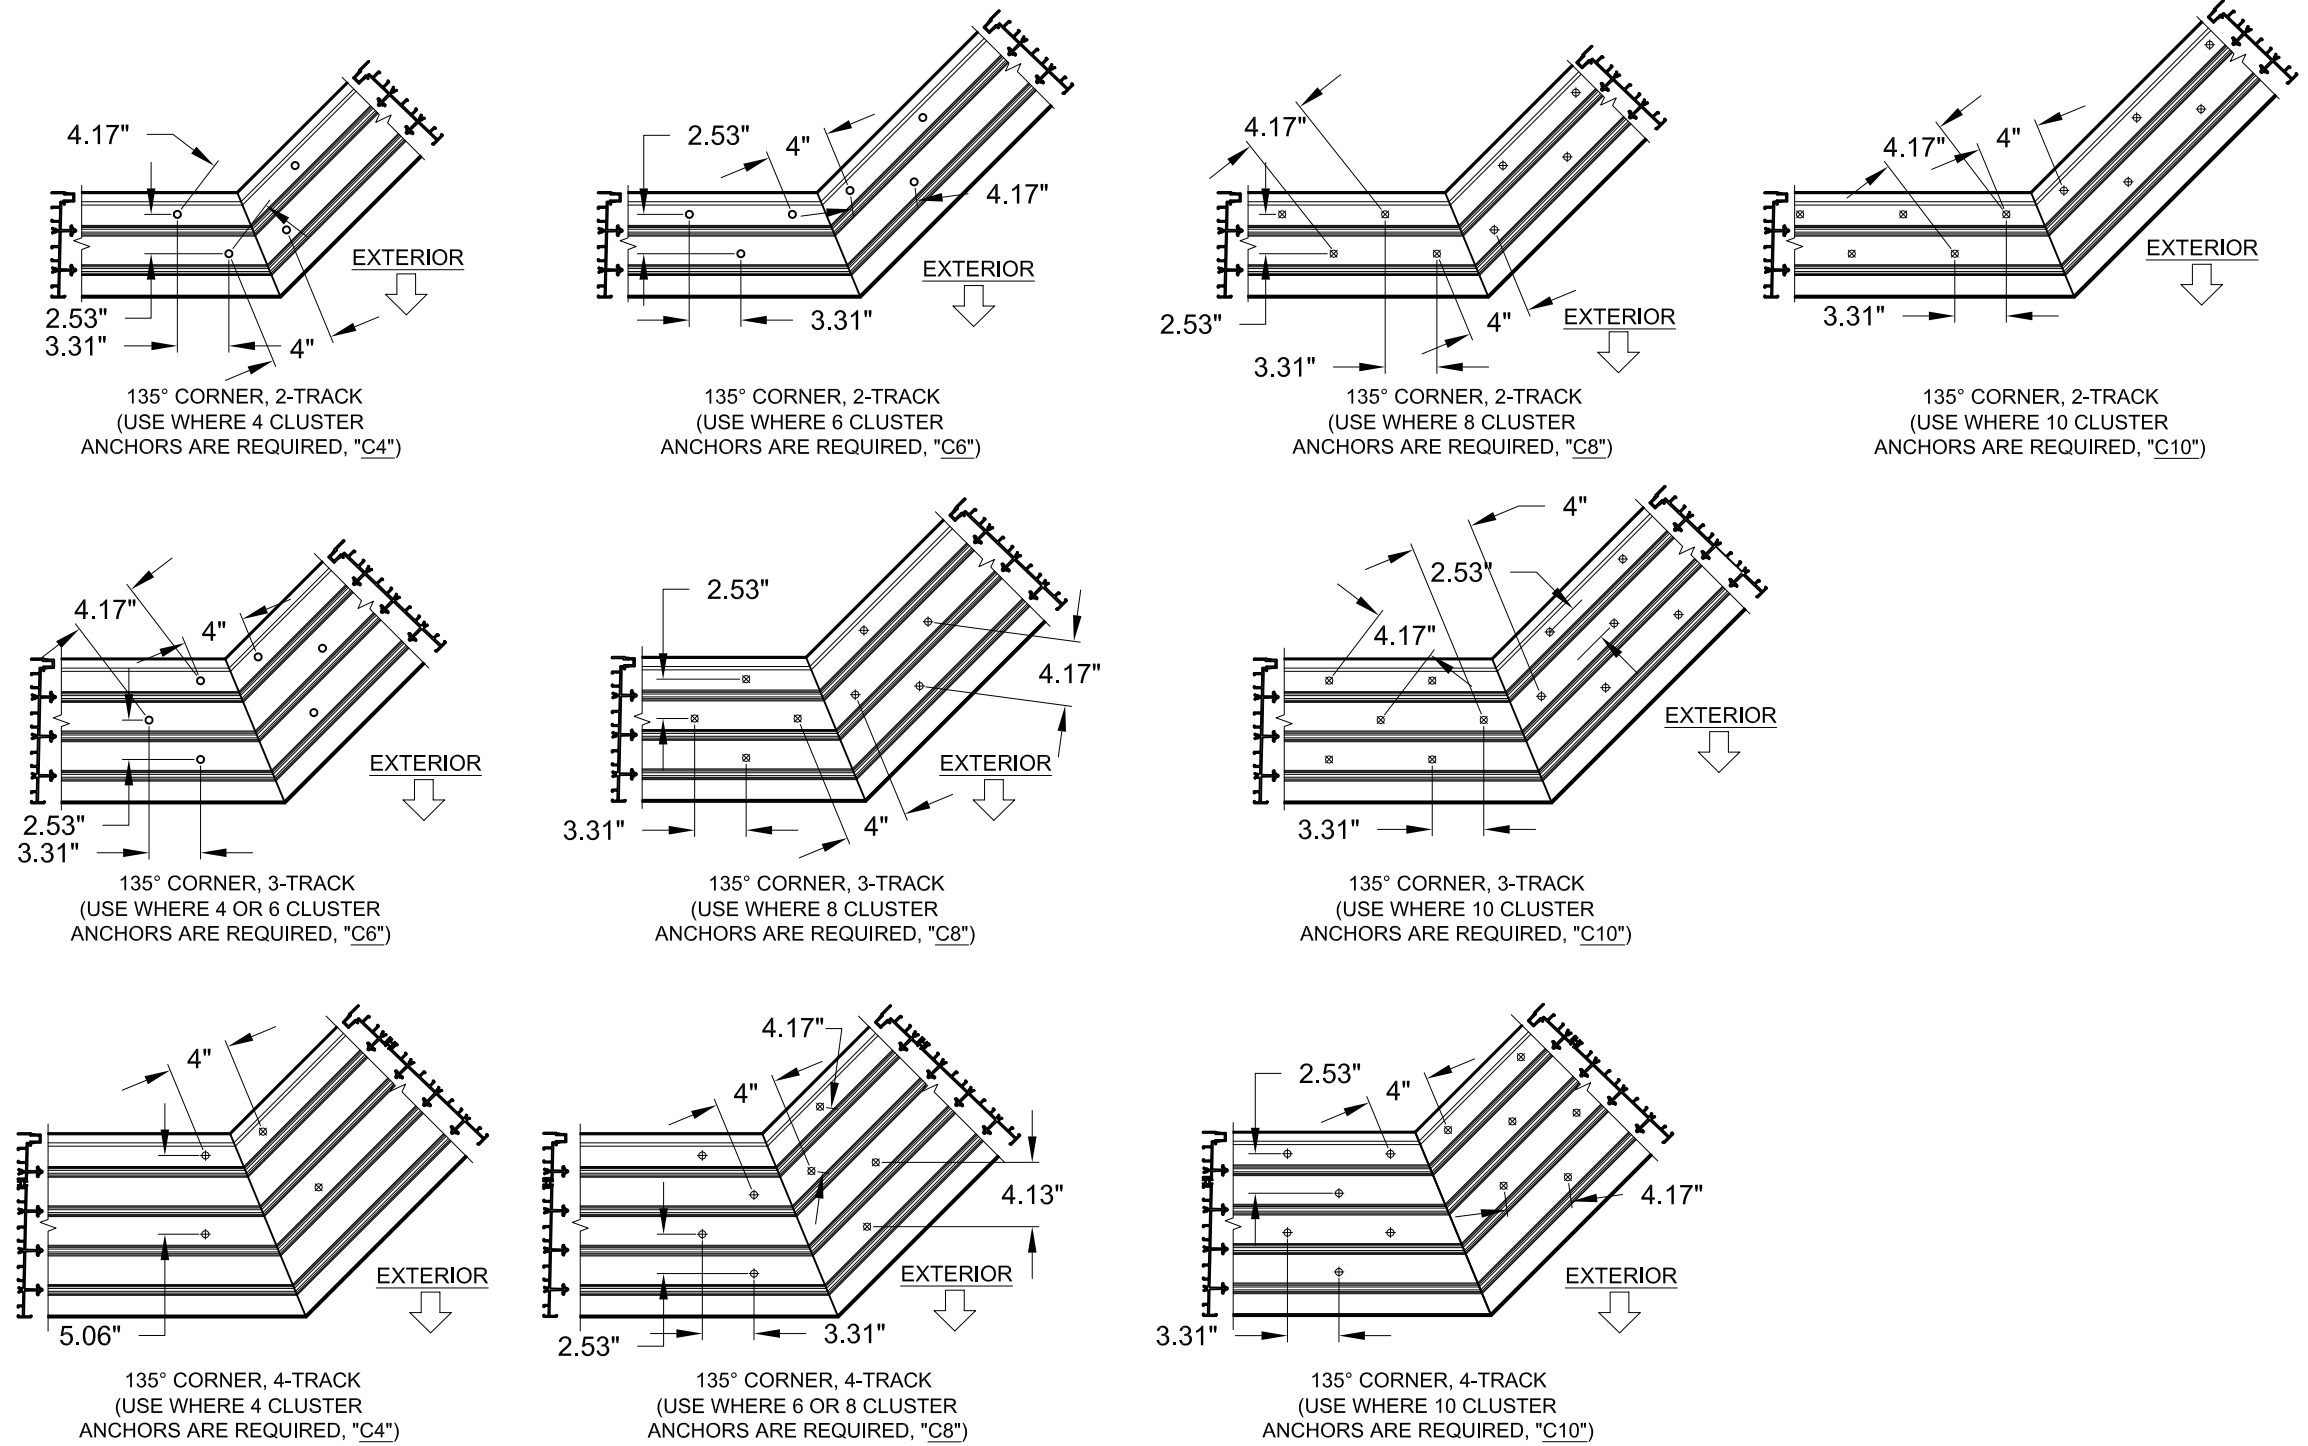 4.17"
2.53"
3.31"
4"
EXTERIOR
135° CORNER, 2-TRACK
(USE WHERE 4 CLUSTER
ANCHORS ARE REQUIRED, "C4")
2.53"
4"
4.17"
3.31"
EXTERIOR
135° CORNER, 2-TRACK
(USE WHERE 6 CLUSTER
ANCHORS ARE REQUIRED, "C6")
4.17"
2.53"
3.31"
4"
EXTERIOR
135° CORNER, 2-TRACK
(USE WHERE 8 CLUSTER
ANCHORS ARE REQUIRED, "C8")
4.17"
4"
3.31"
EXTERIOR
135° CORNER, 2-TRACK
(USE WHERE 10 CLUSTER
ANCHORS ARE REQUIRED, "C10")
4.17"
4"
2.53"
3.31"
EXTERIOR
135° CORNER, 3-TRACK
(USE WHERE 4 OR 6 CLUSTER
ANCHORS ARE REQUIRED, "C6")
2.53"
4.17"
3.31"
4"
EXTERIOR
135° CORNER, 3-TRACK
(USE WHERE 8 CLUSTER
ANCHORS ARE REQUIRED, "C8")
4"
2.53"
4.17"
3.31"
EXTERIOR
135° CORNER, 3-TRACK
(USE WHERE 10 CLUSTER
ANCHORS ARE REQUIRED, "C10")
4"
5.06"
EXTERIOR
135° CORNER, 4-TRACK
(USE WHERE 4 CLUSTER
ANCHORS ARE REQUIRED, "C4")
4.17"
4"
4.13"
2.53"
3.31"
EXTERIOR
135° CORNER, 4-TRACK
(USE WHERE 6 OR 8 CLUSTER
ANCHORS ARE REQUIRED, "C8")
2.53"
4"
4.17"
3.31"
EXTERIOR
135° CORNER, 4-TRACK
(USE WHERE 10 CLUSTER
ANCHORS ARE REQUIRED, "C10")